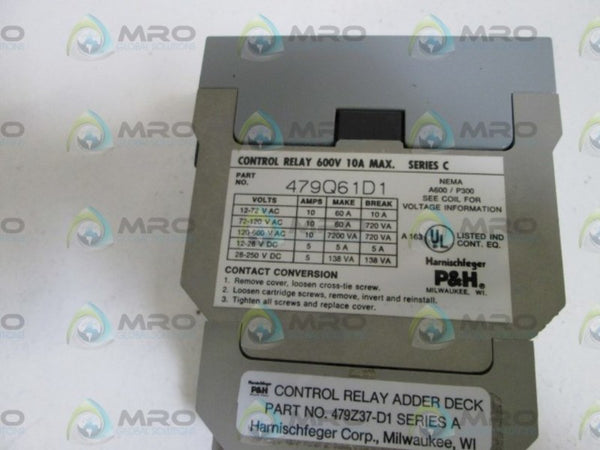 CONTROL RELAY 600V 10A MAX. SERIES C
PART NO. 479Q61D1
VOLTS AMPS MAKE BREAK
12-72 V AC 10 60 A 10 A
72-120 V AC 10 60 A 720 VA
120-600 V AC 10 7200 VA 720 VA
12-28 V DC 5 5 A 5 A
28-250 V DC 5 138 VA 138 VA
NEMA
A600 / P300
SEE COIL FOR
VOLTAGE INFORMATION
A 163 UL LISTED IND
CONT. EQ.
Harnischfeger
P&H®
MILWAUKEE, WI.
CONTACT CONVERSION
1. Remove cover, loosen cross-tie screw.
2. Loosen cartridge screws, remove, invert and reinstall.
3. Tighten all screws and replace cover.
Harnischfeger
P&H
CONTROL RELAY ADDER DECK
PART NO. 479Z37-D1 SERIES A
Harnischfeger Corp., Milwaukee, WI
MRO
GLOBAL SOLUTIONS